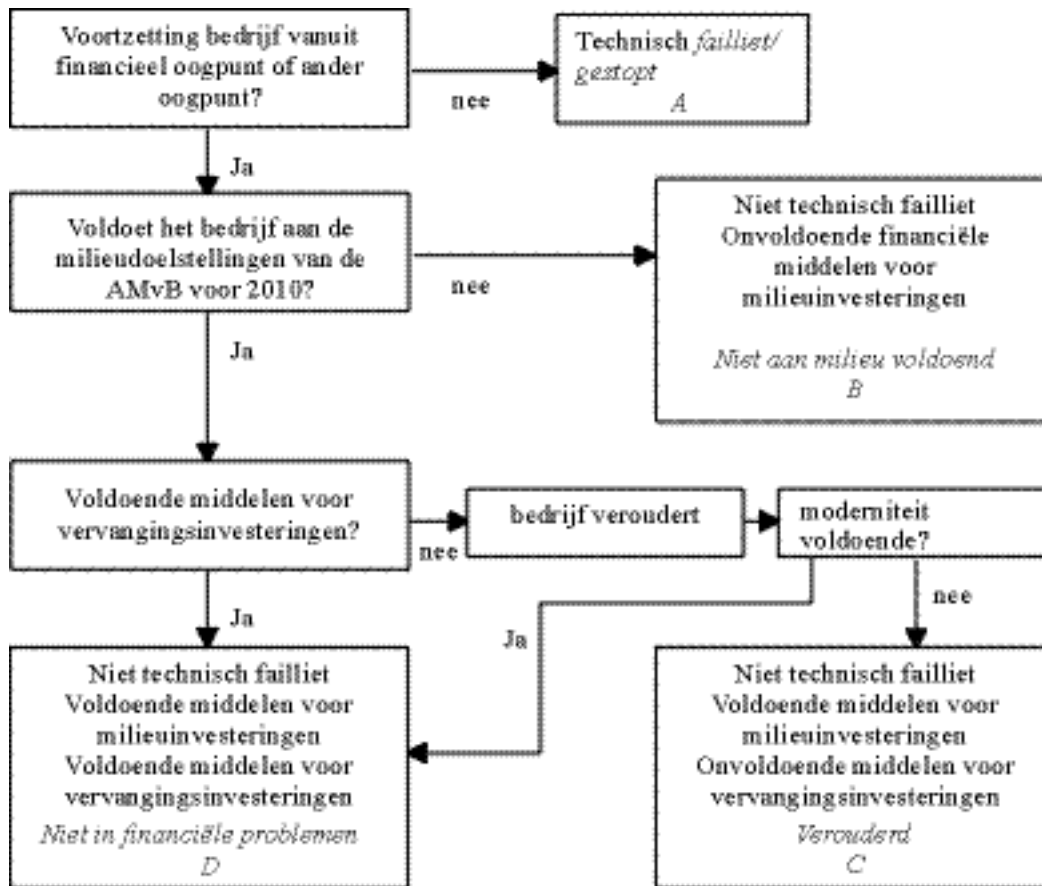 Voortzetting bedrijf vanuit
financieel oogpunt of ander
oogpunt?
nee
Technisch failliet/
gestopt
A
Ja
Voldoet het bedrijf aan de
milieudoelstellingen van de
AMvB voor 2010?
nee
Niet technisch failliet
Onvoldoende financiële
middelen voor
milieuinvesteringen
Niet aan milieu voldoend
B
Ja
Voldoende middelen voor
vervangingsinvesteringen?
nee
bedrijf veroudert
moderniteit
voldoende?
Ja
Ja
nee
Niet technisch failliet
Voldoende middelen voor
milieuinvesteringen
Voldoende middelen voor
vervangingsinvesteringen
Niet in financiële problemen
D
Niet technisch failliet
Voldoende middelen voor
milieuinvesteringen
Onvoldoende middelen voor
vervangingsinvesteringen
Verouderd
C